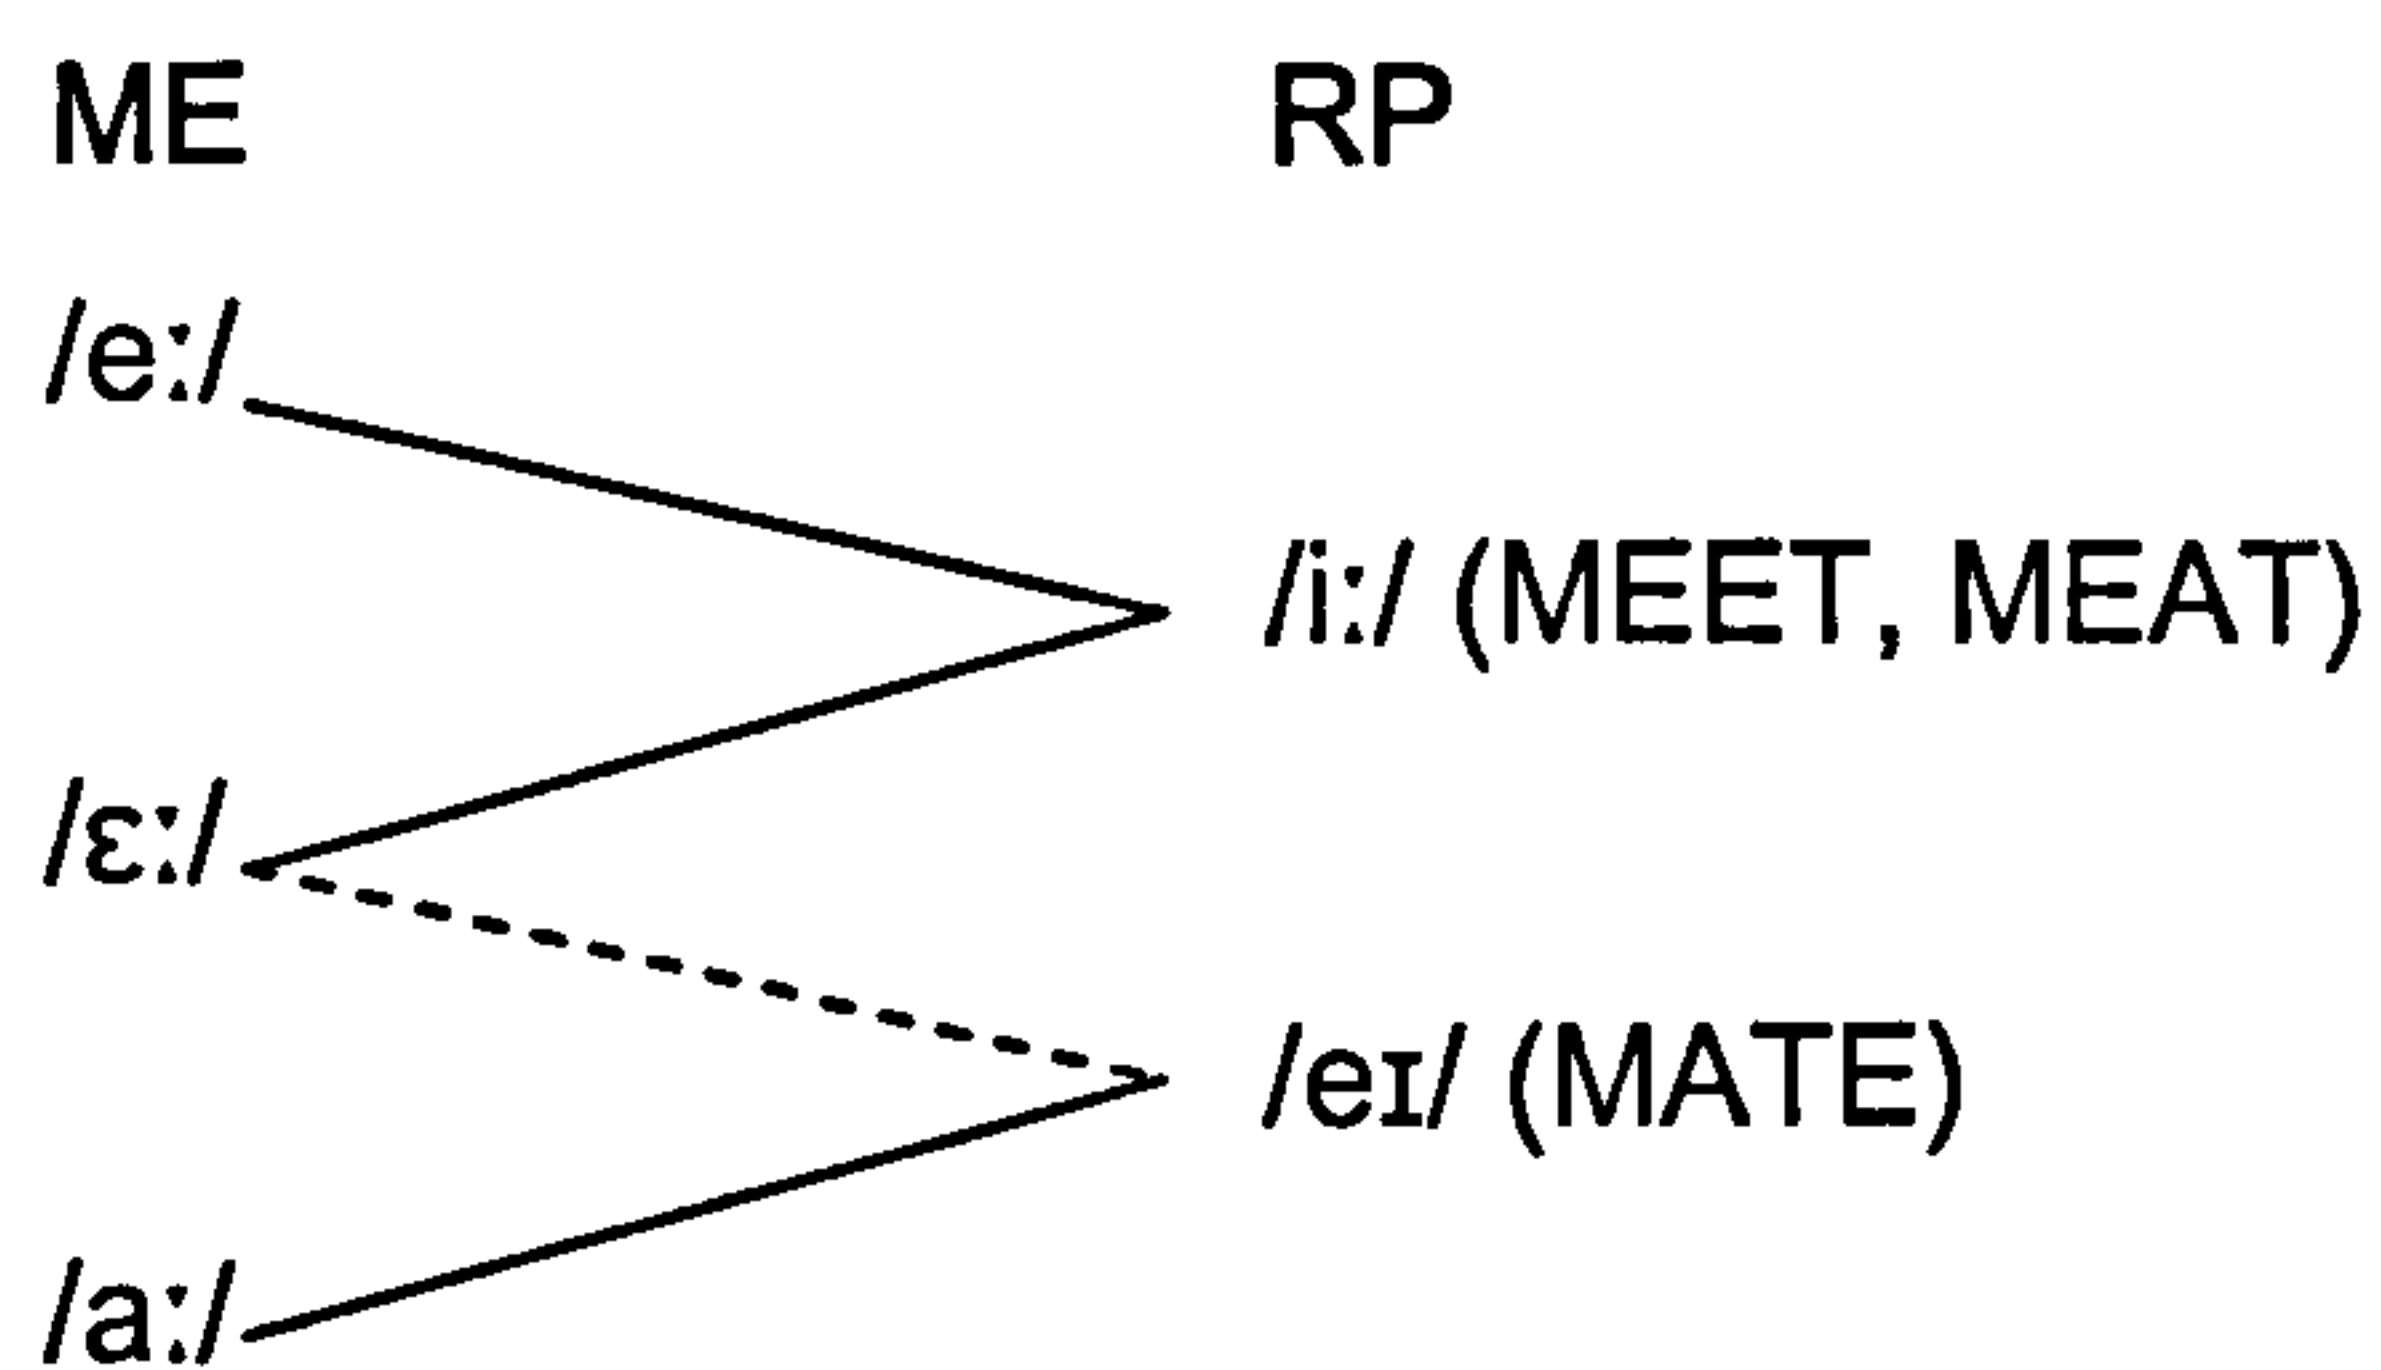 ME RP
/eː/
/iː/ (MEET, MEAT)
/ɛː/
/eɪ/ (MATE)
/aː/